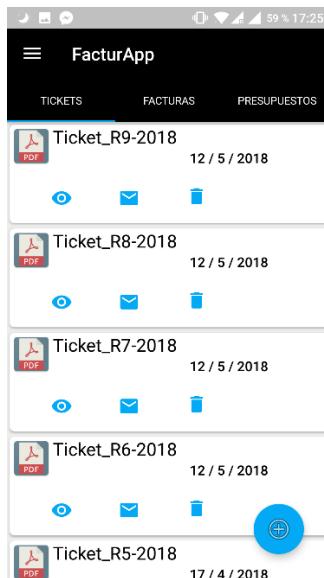 59 % 17:25
FacturApp
TICKETS FACTURAS PRESUPUESTOS
PDF Ticket_R9-2018
12 / 5 / 2018
PDF Ticket_R8-2018
12 / 5 / 2018
PDF Ticket_R7-2018
12 / 5 / 2018
PDF Ticket_R6-2018
12 / 5 / 2018
PDF Ticket_R5-2018
17 / 4 / 2018